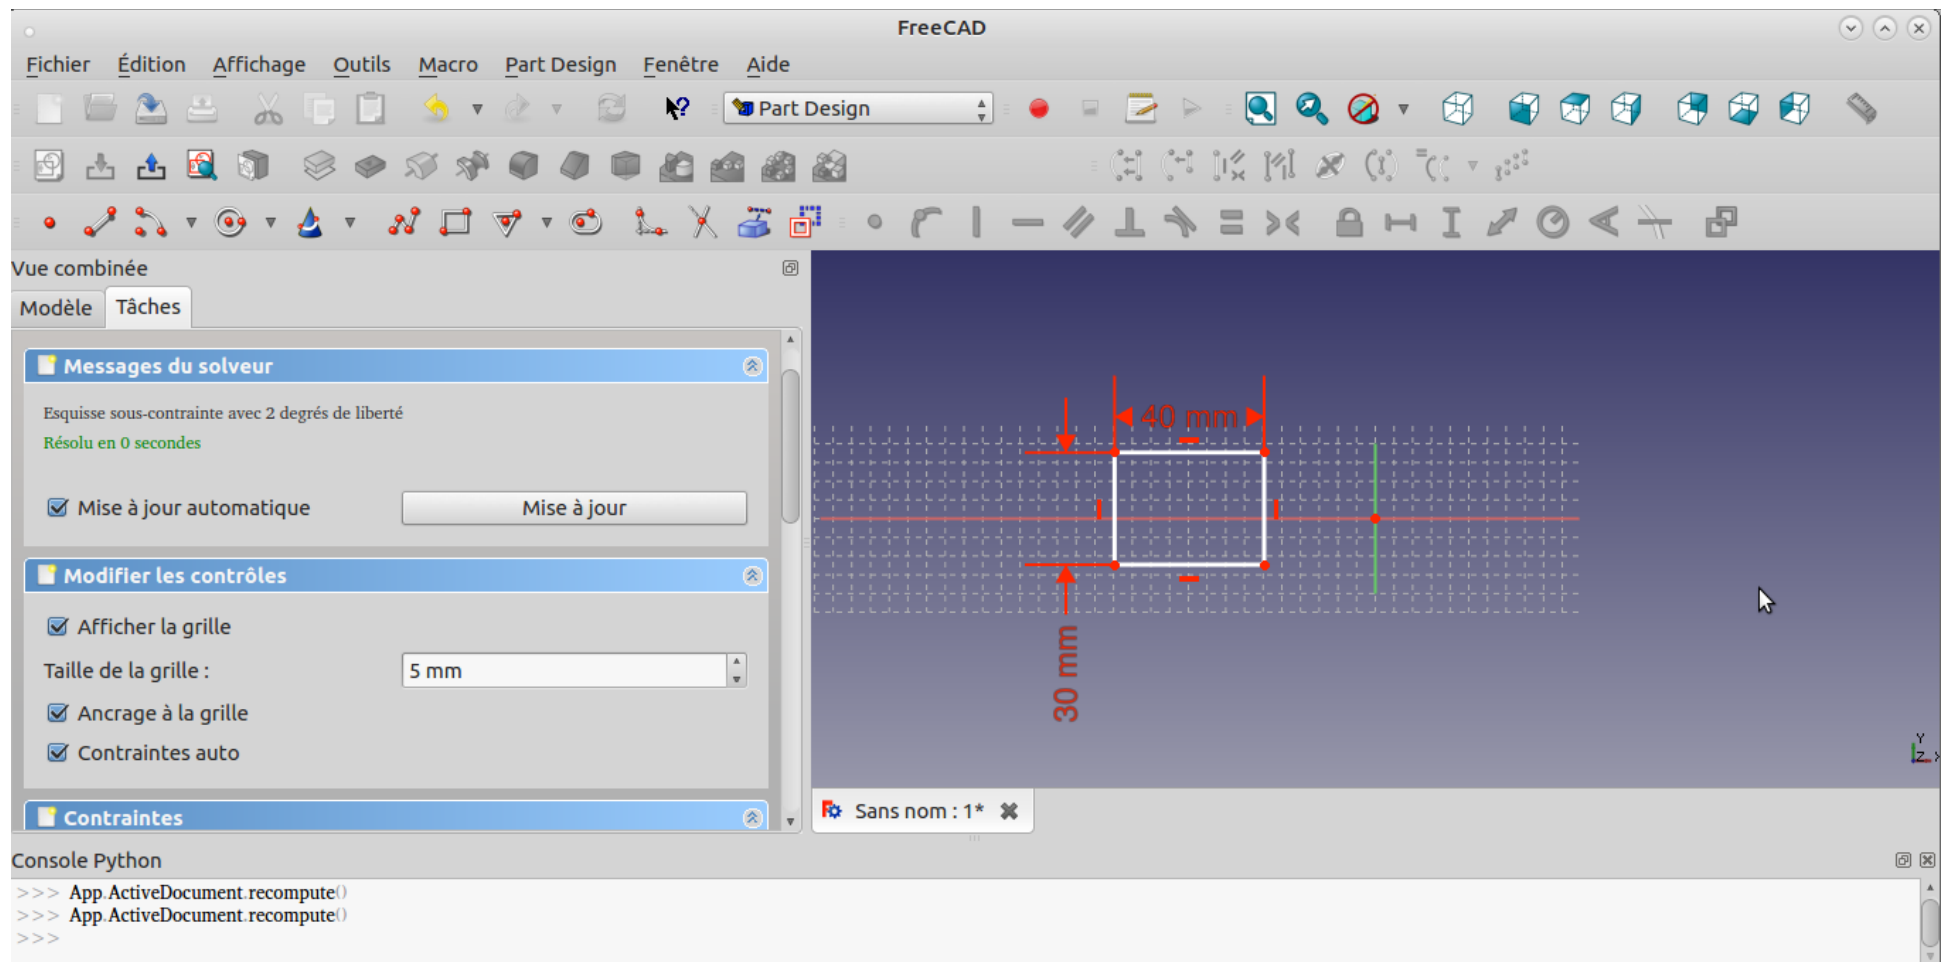 FreeCAD
Fichier Édition Affichage Outils Macro Part Design Fenêtre Aide
Part Design
Vue combinée
Modèle Tâches
Messages du solveur
Esquisse sous-contrainte avec 2 degrés de liberté
Résolu en 0 secondes
Mise à jour automatique Mise à jour
Modifier les contrôles
Afficher la grille
Taille de la grille : 5 mm
Ancrage à la grille
Contraintes auto
Contraintes
40 mm
30 mm
Y
Z X
Sans nom : 1*
Console Python
>>> App.ActiveDocument.recompute()
>>> App.ActiveDocument.recompute()
>>>